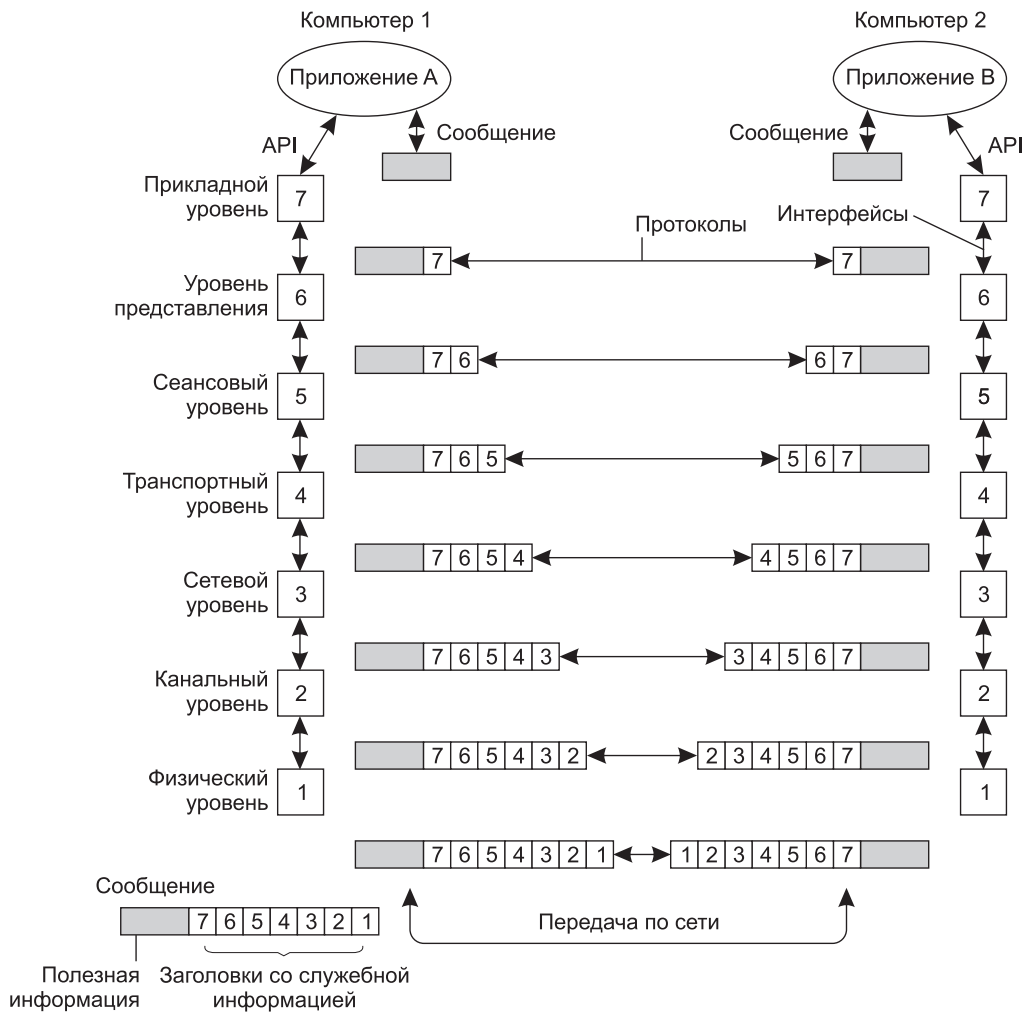 Компьютер 1
Компьютер 2
Приложение A
Приложение B
Сообщение
Сообщение
API
API
Прикладной
уровень
7
7
Протоколы
Интерфейсы
7
7
Уровень
представления
6
6
7 6
6 7
Сеансовый
уровень
5
5
7 6 5
5 6 7
Транспортный
уровень
4
4
7 6 5 4
4 5 6 7
Сетевой
уровень
3
3
7 6 5 4 3
3 4 5 6 7
Канальный
уровень
2
2
7 6 5 4 3 2
2 3 4 5 6 7
Физический
уровень
1
1
7 6 5 4 3 2 1
1 2 3 4 5 6 7
Сообщение
7 6 5 4 3 2 1
Передача по сети
Полезная
информация
Заголовки со служебной
информацией